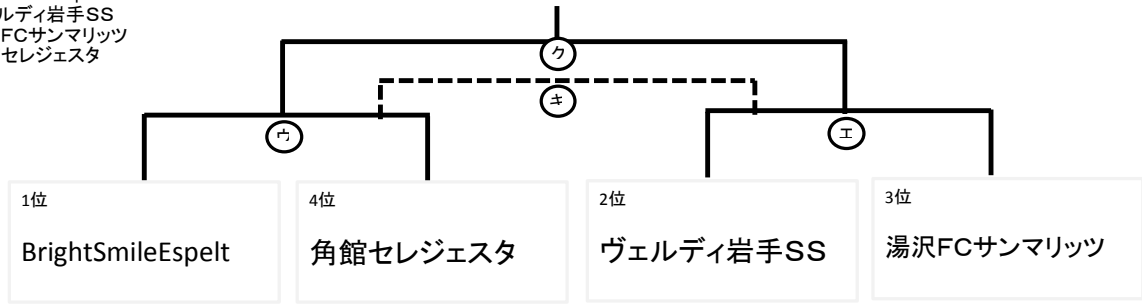 ルディ岩手SS
FCサンマリッツ
セレジェスタ
ク
キ
ウ
エ
1位
BrightSmileEspelt
4位
角館セレジェスタ
2位
ヴェルディ岩手SS
3位
湯沢FCサンマリッツ